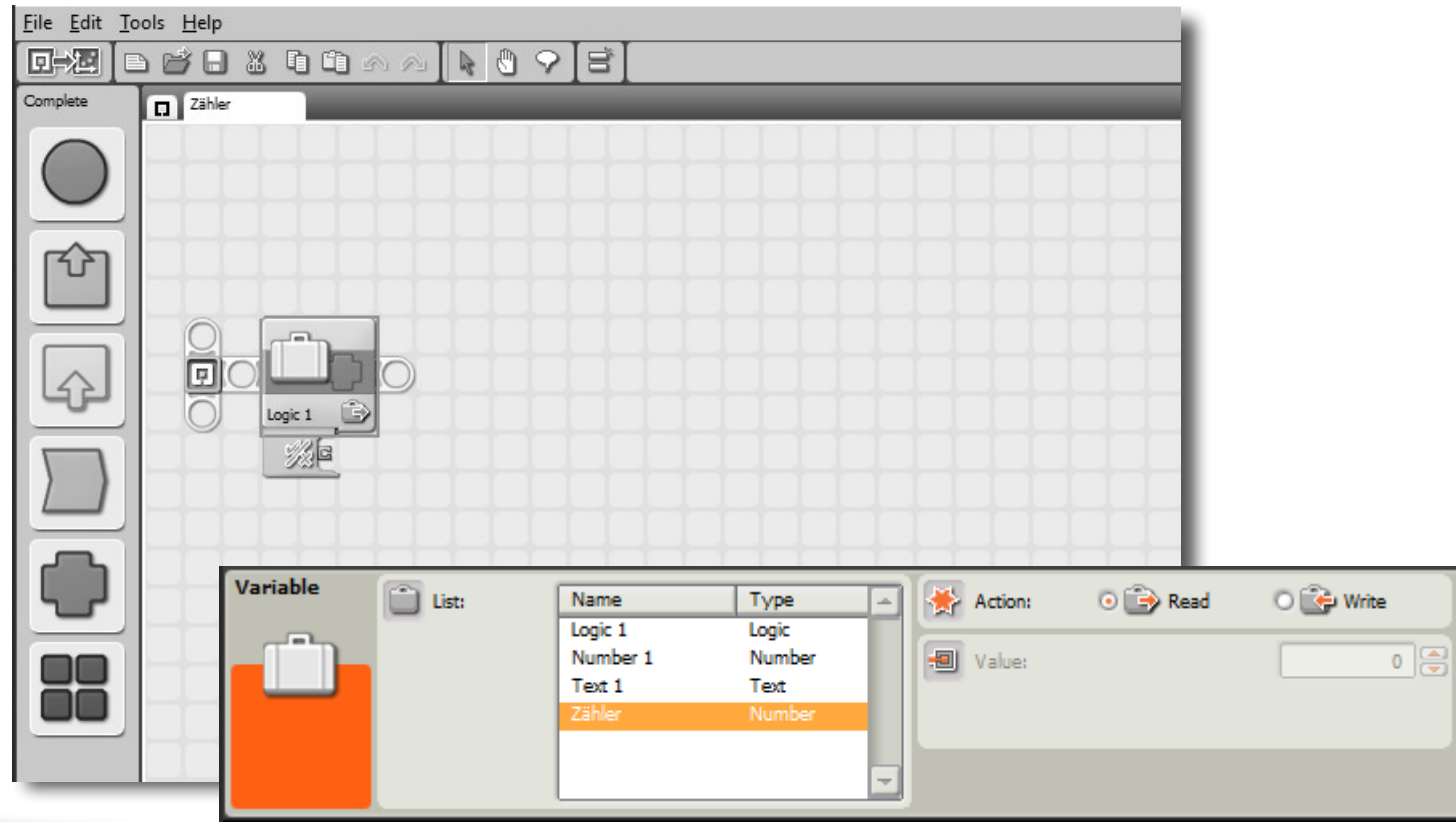 File Edit Tools Help
Complete
Zähler
Logic 1
Variable
List:
Name Type
Logic 1 Logic
Number 1 Number
Text 1 Text
Zähler Number
Action: Read Write
Value: 0